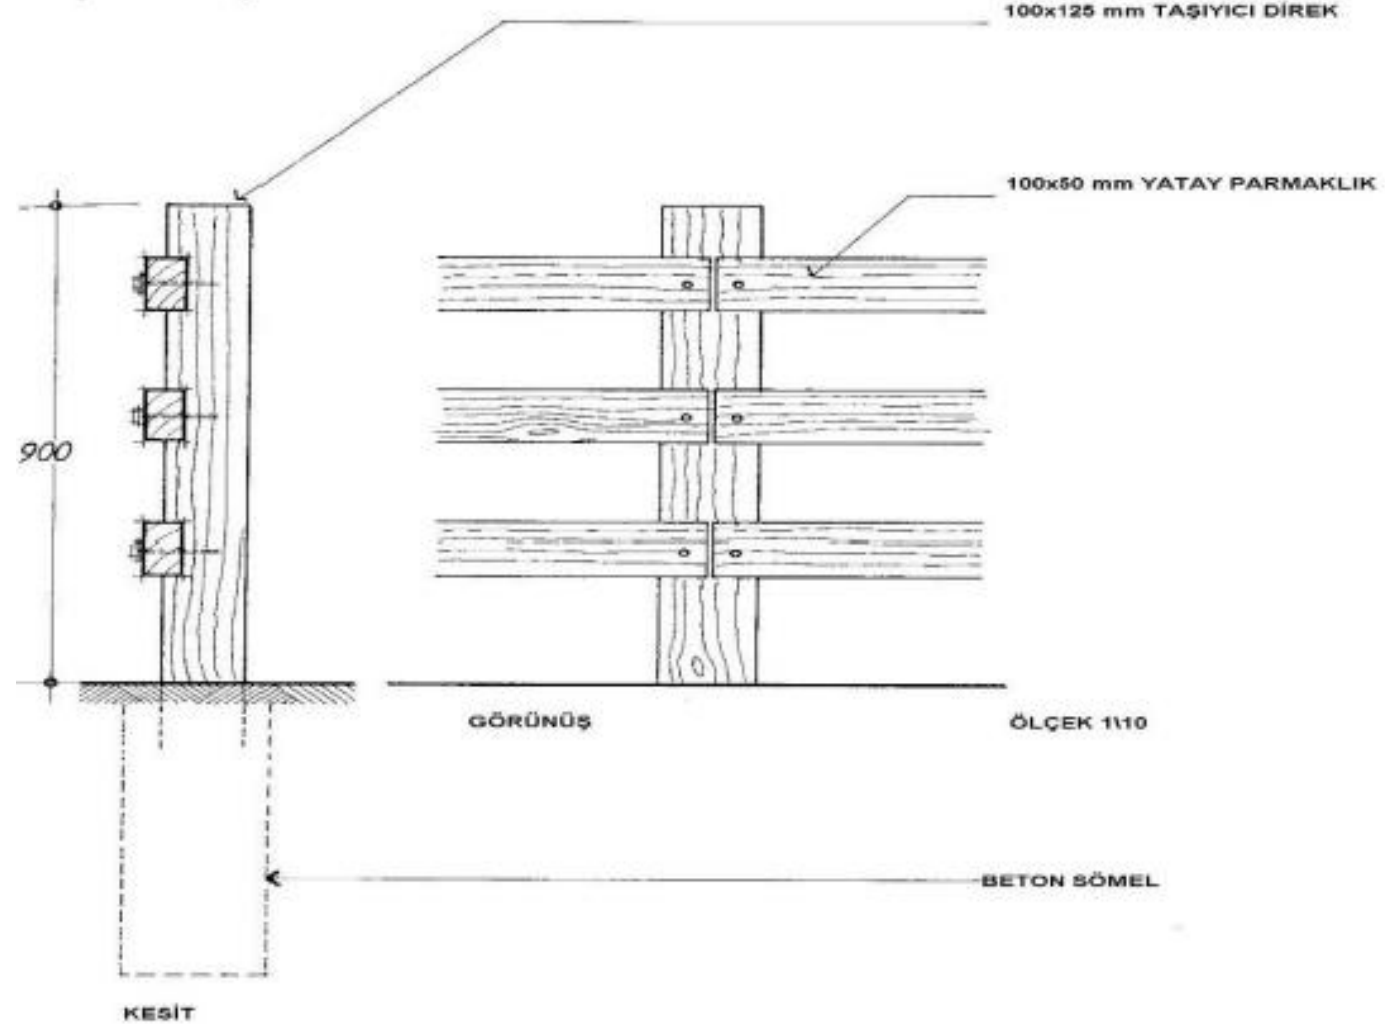 100x125 mm TAŞIYICI DİREK
100x50 mm YATAY PARMAKLIK
900
GÖRÜNÜŞ
ÖLÇEK 1\10
BETON SÖMEL
KESİT